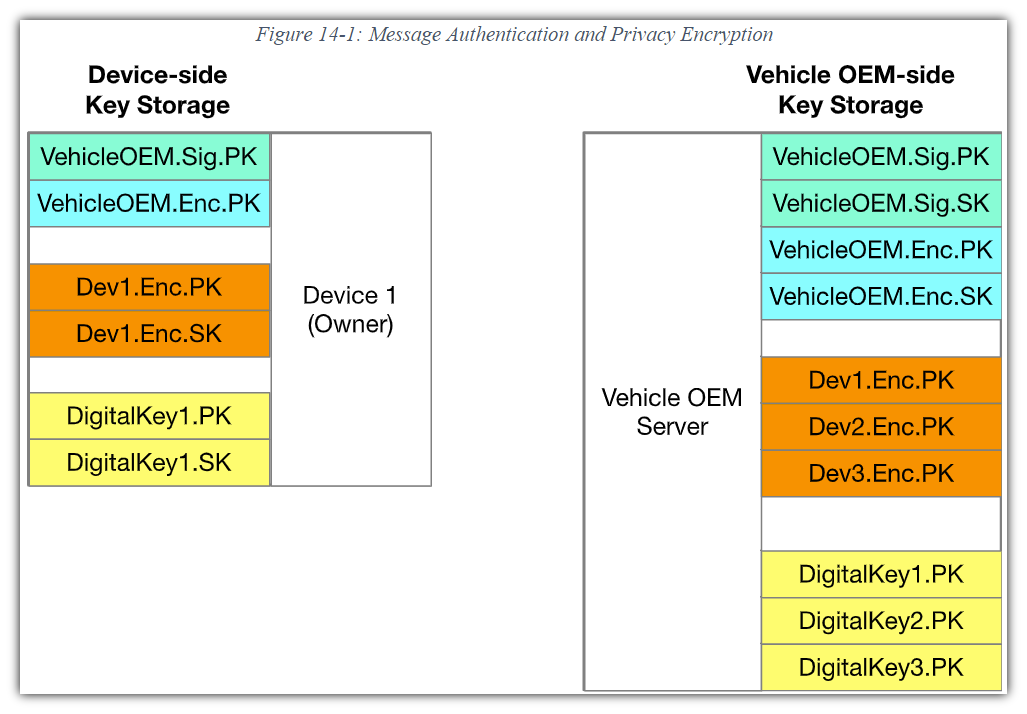 Figure 14-1: Message Authentication and Privacy Encryption
Device-side
Key Storage
VehicleOEM.Sig.PK
VehicleOEM.Enc.PK
Dev1.Enc.PK
Dev1.Enc.SK
DigitalKey1.PK
DigitalKey1.SK
Device 1
(Owner)
Vehicle OEM-side
Key Storage
Vehicle OEM
Server
VehicleOEM.Sig.PK
VehicleOEM.Sig.SK
VehicleOEM.Enc.PK
VehicleOEM.Enc.SK
Dev1.Enc.PK
Dev2.Enc.PK
Dev3.Enc.PK
DigitalKey1.PK
DigitalKey2.PK
DigitalKey3.PK